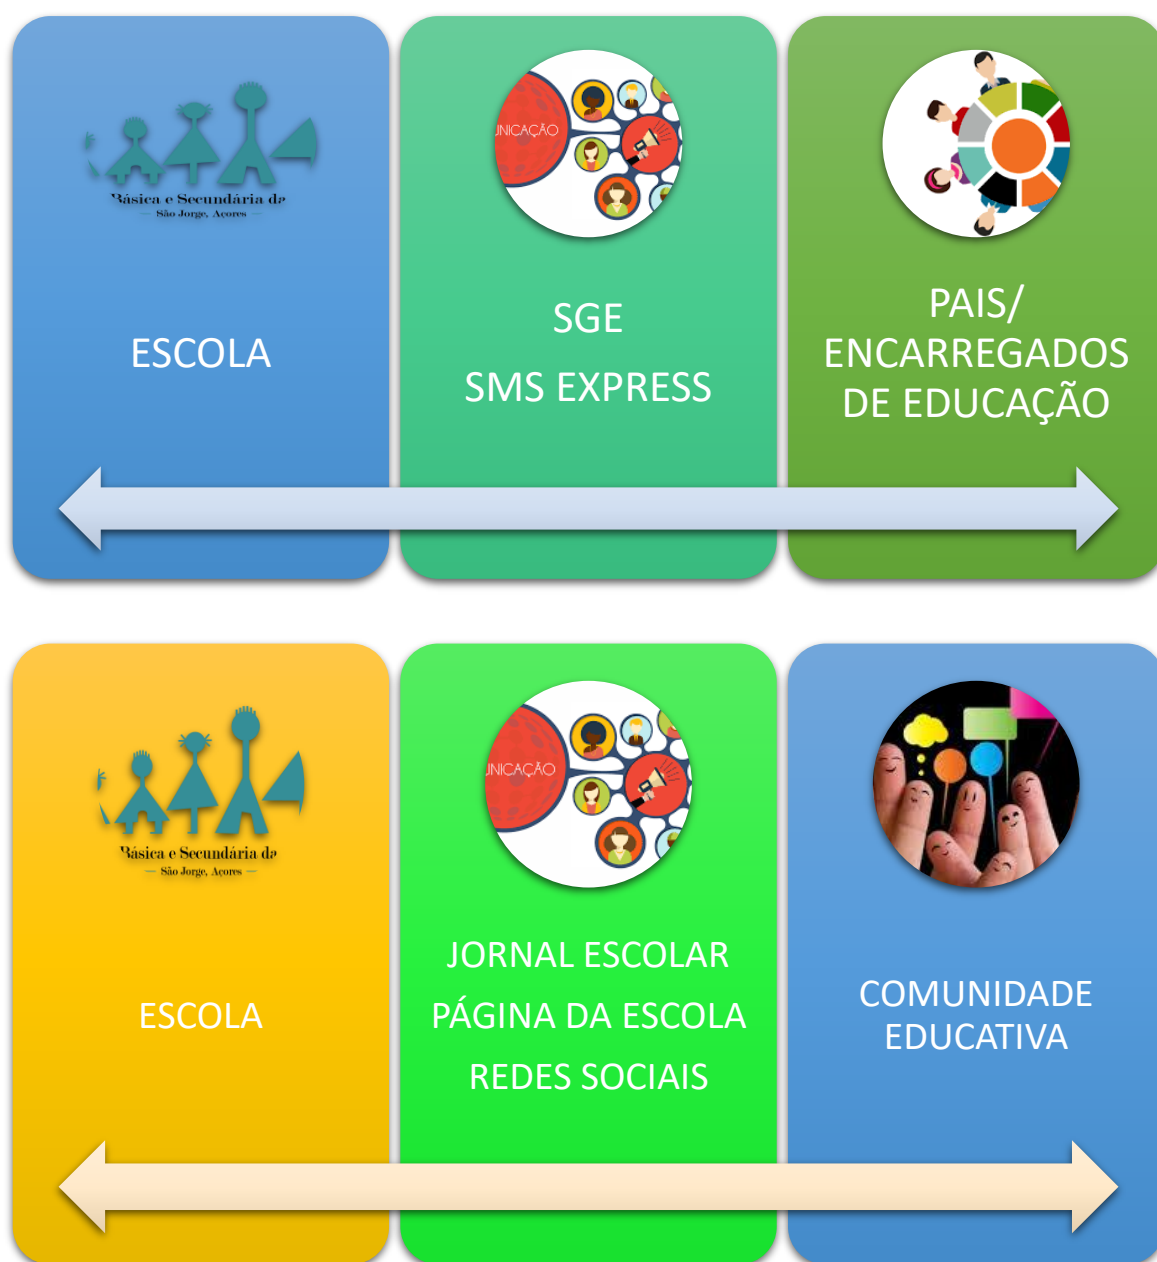 Básica e Secundária da
— São Jorge, Açores —
ESCOLA
UNICAÇÃO
SGE
SMS EXPRESS
PAIS/
ENCARREGADOS
DE EDUCAÇÃO
Básica e Secundária da
— São Jorge, Açores —
ESCOLA
UNICAÇÃO
JORNAL ESCOLAR
PÁGINA DA ESCOLA
REDES SOCIAIS
COMUNIDADE
EDUCATIVA